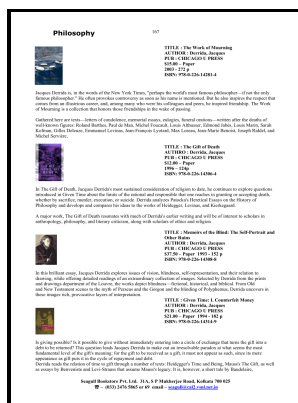 Philosophy 167
TITLE : The Work of Mourning
AUTHOR : Derrida, Jacques
PUB : CHICAGO U PRESS
$15.00 – Paper
2003 - 272 p
ISBN: 978-0-226-14281-4
Jacques Derrida is, in the words of the New York Times, "perhaps the world's most famous philosopher—if not the only
famous philosopher." He often provokes controversy as soon as his name is mentioned. But he also inspires the respect that
comes from an illustrious career, and, among many who were his colleagues and peers, he inspired friendship. The Work
of Mourning is a collection that honors those friendships in the wake of passing.
Gathered here are texts—letters of condolence, memorial essays, eulogies, funeral orations—written after the deaths of
well-known figures: Roland Barthes, Paul de Man, Michel Foucault, Louis Althusser, Edmond Jabès, Louis Marin, Sarah
Kofman, Gilles Deleuze, Emmanuel Levinas, Jean-François Lyotard, Max Loreau, Jean-Marie Benoist, Joseph Riddel, and
Michel Servière.
TITLE : The Gift of Death
AUTHOR : Derrida, Jacques
PUB : CHICAGO U PRESS
$12.00 – Paper
1996 – 124p
ISBN: 978-0-226-14306-4
In The Gift of Death, Jacques Derrida's most sustained consideration of religion to date, he continues to explore questions
introduced in Given Time about the limits of the rational and responsible that one reaches in granting or accepting death,
whether by sacrifice, murder, execution, or suicide. Derrida analyzes Patocka's Heretical Essays on the History of
Philosophy and develops and compares his ideas to the works of Heidegger, Levinas, and Kierkegaard.
A major work, The Gift of Death resonates with much of Derrida's earlier writing and will be of interest to scholars in
anthropology, philosophy, and literary criticism, along with scholars of ethics and religion
TITLE : Memoirs of the Blind: The Self-Portrait and
Other Ruins
AUTHOR : Derrida, Jacques
PUB : CHICAGO U PRESS
$37.50 – Paper 1993 - 152 p
ISBN: 978-0-226-14308-8
In this brilliant essay, Jacques Derrida explores issues of vision, blindness, self-representation, and their relation to
drawing, while offering detailed readings of an extraordinary collection of images. Selected by Derrida from the prints
and drawings department of the Louvre, the works depict blindness—fictional, historical, and biblical. From Old
and New Testament scenes to the myth of Perseus and the Gorgon and the blinding of Polyphemus, Derrida uncovers in
these images rich, provocative layers of interpretation.
TITLE : Given Time; I. Counterfeit Money
AUTHOR : Derrida, Jacques
PUB : CHICAGO U PRESS
$21.00 – Paper 1994 - 182 p
ISBN: 978-0-226-14314-9
Is giving possible? Is it possible to give without immediately entering into a circle of exchange that turns the gift into a
debt to be returned? This question leads Jacques Derrida to make out an irresolvable paradox at what seems the most
fundamental level of the gift's meaning: for the gift to be received as a gift, it must not appear as such, since its mere
appearance as gift puts it in the cycle of repayment and debt.
Derrida reads the relation of time to gift through a number of texts: Heidegger's Time and Being, Mauss's The Gift, as well
as essays by Benveniste and Levi-Strauss that assume Mauss's legacy. It is, however, a short tale by Baudelaire,
Seagull Bookstore Pvt. Ltd. 31A, S P Mukherjee Road, Kolkata 700 025
(033) 2476 5865 or 69 email – seagull@cal2.vsnl.net.in